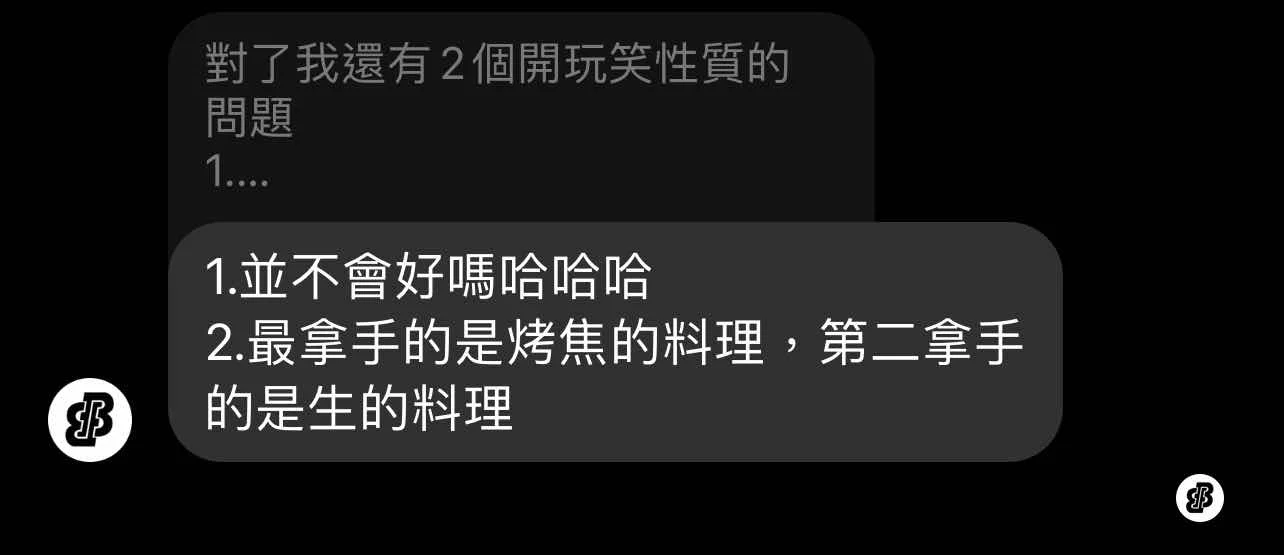 對了我還有2個開玩笑性質的
問題
1....
1.並不會好嗎哈哈哈
2.最拿手的是烤焦的料理，第二拿手
的是生的料理